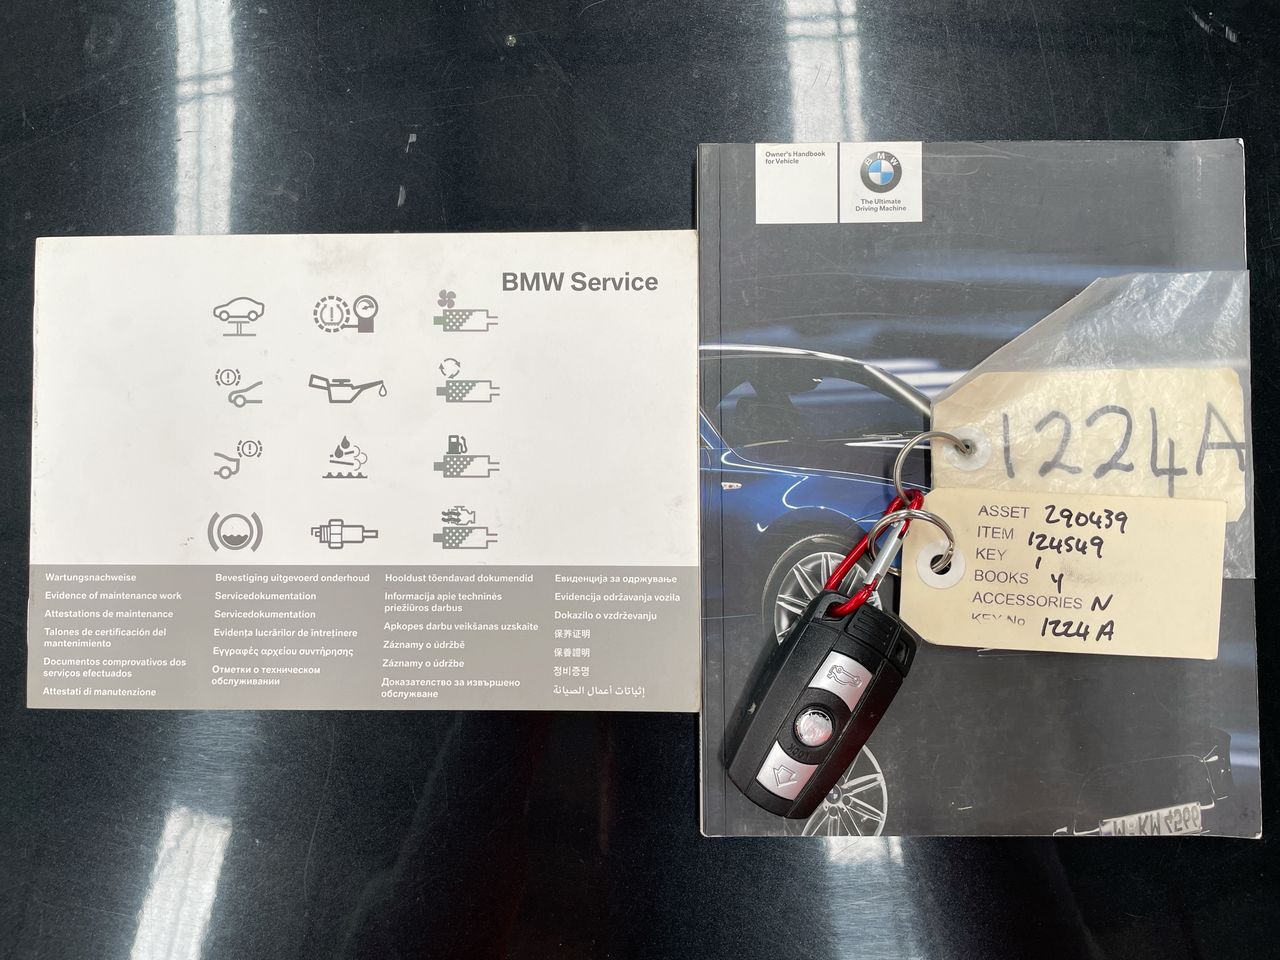 BMW Service
Wartungsnachweise
Evidence of maintenance work
Attestations de maintenance
Talones de certificación del
mantenimiento
Documentos comprovativos dos
serviços efectuados
Attestati di manutenzione
Bevestiging uitgevoerd onderhoud
Servicedokumentation
Servicedokumentation
Evidența lucrărilor de întreținere
Εγγραφές αρχείου συντήρησης
Отметки о техническом
обслуживании
Hooldust tõendavad dokumendid
Informacija apie techninės
priežiūros darbus
Apkopes darbu veikšanas uzskaite
Záznamy o údržbě
Záznamy o údržbe
Доказателство за извършено
обслужване
Евиденција за одржување
Evidencija održavanja vozila
Dokazilo o vzdrževanju
保养证明
保養證明
정비증명
إثباتات أعمال الصيانة
Owner's Handbook
for Vehicle
BMW
The Ultimate
Driving Machine
1224A
ASSET 290439
ITEM 124549
KEY 1
BOOKS Y
ACCESSORIES N
KEY No 1224A
LOCK